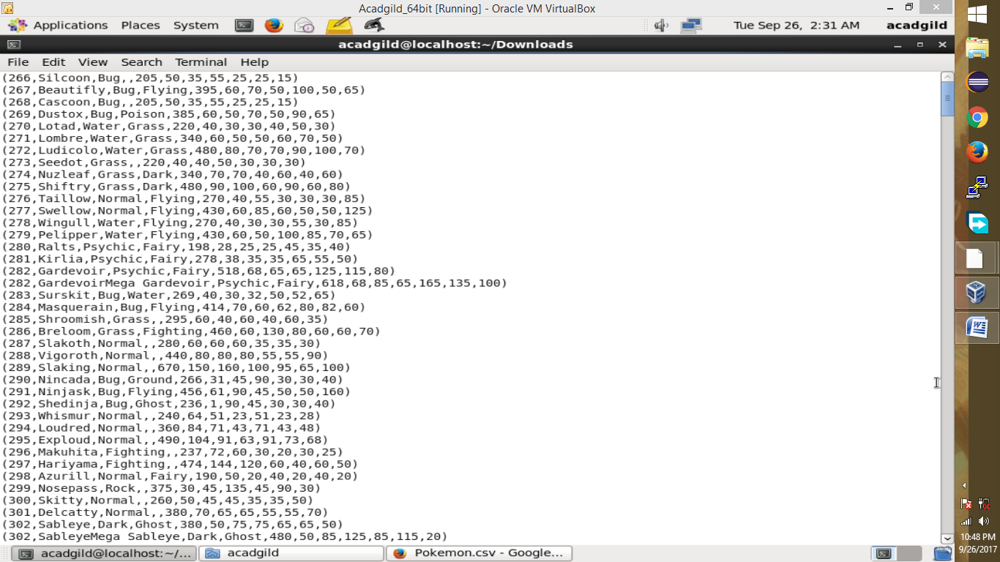 Acadgild_64bit [Running] - Oracle VM VirtualBox
Applications Places System Tue Sep 26, 2:31 AM acadgild
acadgild@localhost:~/Downloads
File Edit View Search Terminal Help
(266,Silcoon,Bug,,205,50,35,55,25,25,15)
(267,Beautifly,Bug,Flying,395,60,70,50,100,50,65)
(268,Cascoon,Bug,,205,50,35,55,25,25,15)
(269,Dustox,Bug,Poison,385,60,50,70,50,90,65)
(270,Lotad,Water,Grass,220,40,30,30,40,50,30)
(271,Lombre,Water,Grass,340,60,50,50,60,70,50)
(272,Ludicolo,Water,Grass,480,80,70,70,90,100,70)
(273,Seedot,Grass,,220,40,40,50,30,30,30)
(274,Nuzleaf,Grass,Dark,340,70,70,40,60,40,60)
(275,Shiftry,Grass,Dark,480,90,100,60,90,60,80)
(276,Taillow,Normal,Flying,270,40,55,30,30,30,85)
(277,Swellow,Normal,Flying,430,60,85,60,50,50,125)
(278,Wingull,Water,Flying,270,40,30,30,55,30,85)
(279,Pelipper,Water,Flying,430,60,50,100,85,70,65)
(280,Ralts,Psychic,Fairy,198,28,25,25,45,35,40)
(281,Kirlia,Psychic,Fairy,278,38,35,35,65,55,50)
(282,Gardevoir,Psychic,Fairy,518,68,65,65,125,115,80)
(282,GardevoirMega Gardevoir,Psychic,Fairy,618,68,85,65,165,135,100)
(283,Surskit,Bug,Water,269,40,30,32,50,52,65)
(284,Masquerain,Bug,Flying,414,70,60,62,80,82,60)
(285,Shroomish,Grass,,295,60,40,60,40,60,35)
(286,Breloom,Grass,Fighting,460,60,130,80,60,60,70)
(287,Slakoth,Normal,,280,60,60,60,35,35,30)
(288,Vigoroth,Normal,,440,80,80,80,55,55,90)
(289,Slaking,Normal,,670,150,160,100,95,65,100)
(290,Nincada,Bug,Ground,266,31,45,90,30,30,40)
(291,Ninjask,Bug,Flying,456,61,90,45,50,50,160)
(292,Shedinja,Bug,Ghost,236,1,90,45,30,30,40)
(293,Whismur,Normal,,240,64,51,23,51,23,28)
(294,Loudred,Normal,,360,84,71,43,71,43,48)
(295,Exploud,Normal,,490,104,91,63,91,73,68)
(296,Makuhita,Fighting,,237,72,60,30,20,30,25)
(297,Hariyama,Fighting,,474,144,120,60,40,60,50)
(298,Azurill,Normal,Fairy,190,50,20,40,20,40,20)
(299,Nosepass,Rock,,375,30,45,135,45,90,30)
(300,Skitty,Normal,,260,50,45,45,35,35,50)
(301,Delcatty,Normal,,380,70,65,65,55,55,70)
(302,Sableye,Dark,Ghost,380,50,75,75,65,65,50)
(302,SableyeMega Sableye,Dark,Ghost,480,50,85,125,85,115,20)
acadgild@localhost:~/... acadgild Pokemon.csv - Google...
10:48 PM
9/26/2017